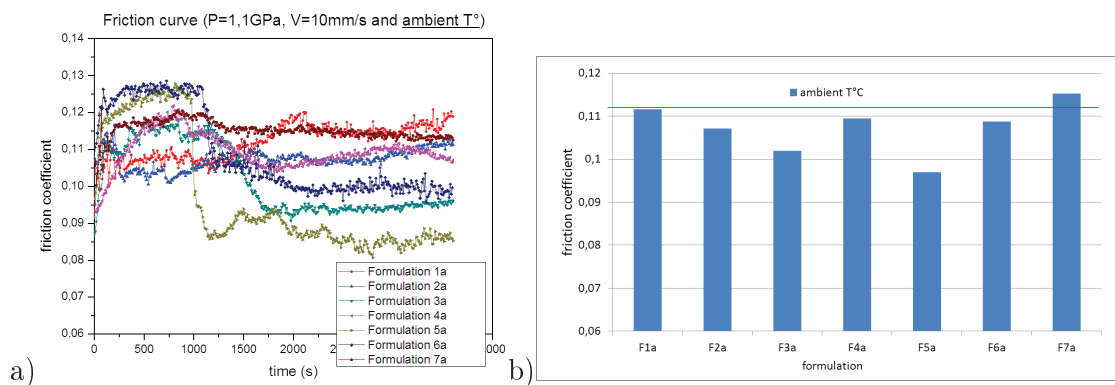 Friction curve (P=1,1GPa, V=10mm/s and ambient T°)
0,14
0,13
0,12
0,11
0,10
0,09
0,08
0,07
0,06
friction coefficient
0
500
1000
1500
2000
2500
000
time (s)
Formulation 1a
Formulation 2a
Formulation 3a
Formulation 4a
Formulation 5a
Formulation 6a
Formulation 7a
a)
0,12
0,11
0,1
0,09
0,08
0,07
0,06
friction coefficient
ambient T°C
F1a F2a F3a F4a F5a F6a F7a
formulation
b)